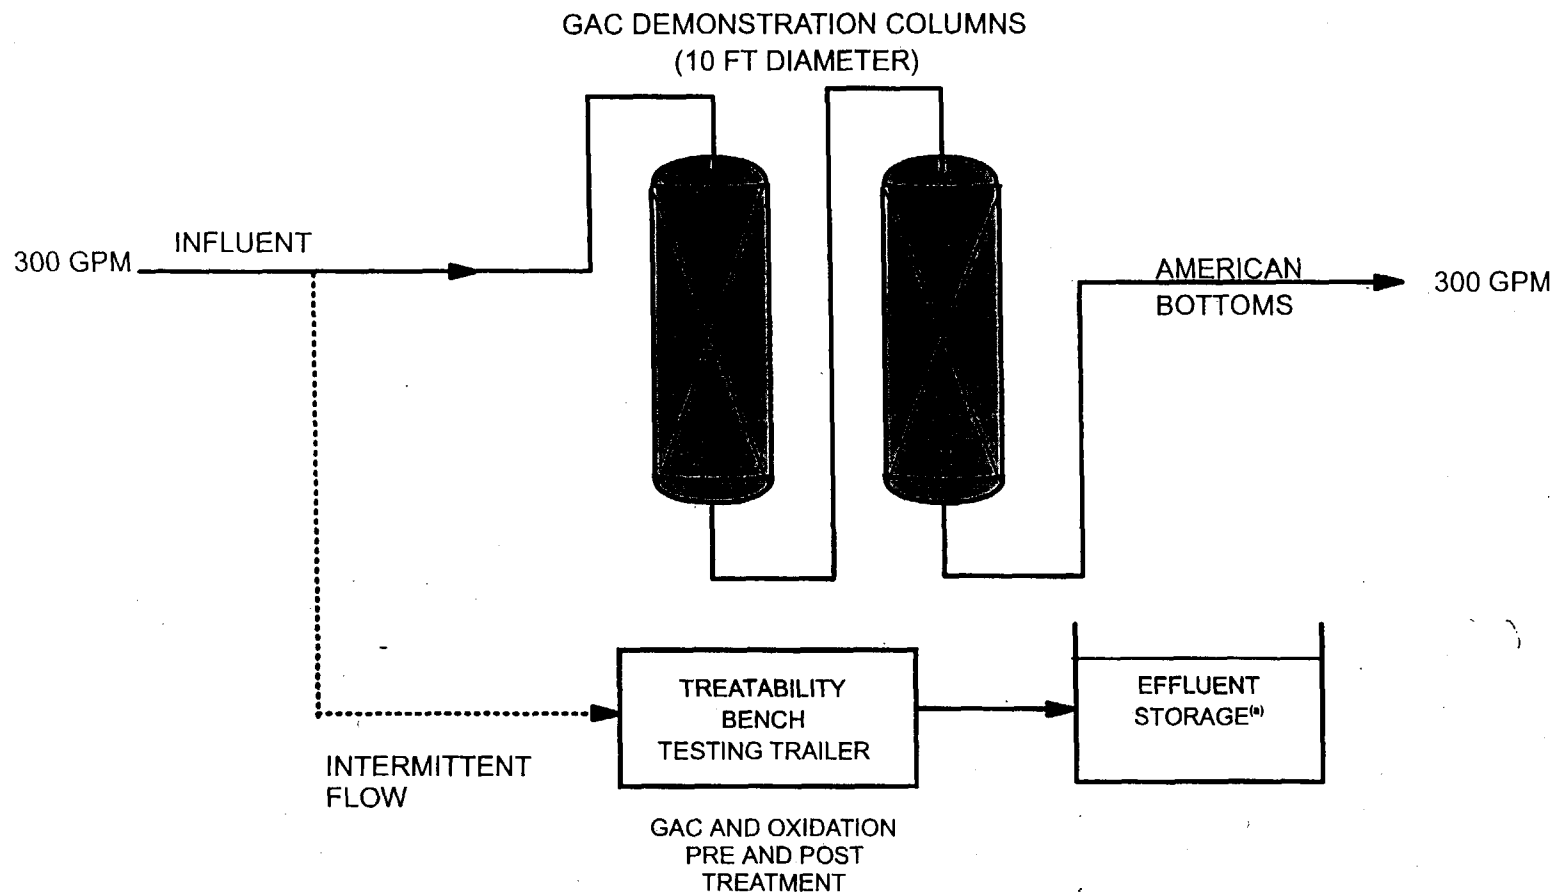 GAC DEMONSTRATION COLUMNS
(10 FT DIAMETER)
INFLUENT
300 GPM
AMERICAN
BOTTOMS
300 GPM
TREATABILITY
BENCH
TESTING TRAILER
EFFLUENT
STORAGE(a)
INTERMITTENT
FLOW
GAC AND OXIDATION
PRE AND POST
TREATMENT